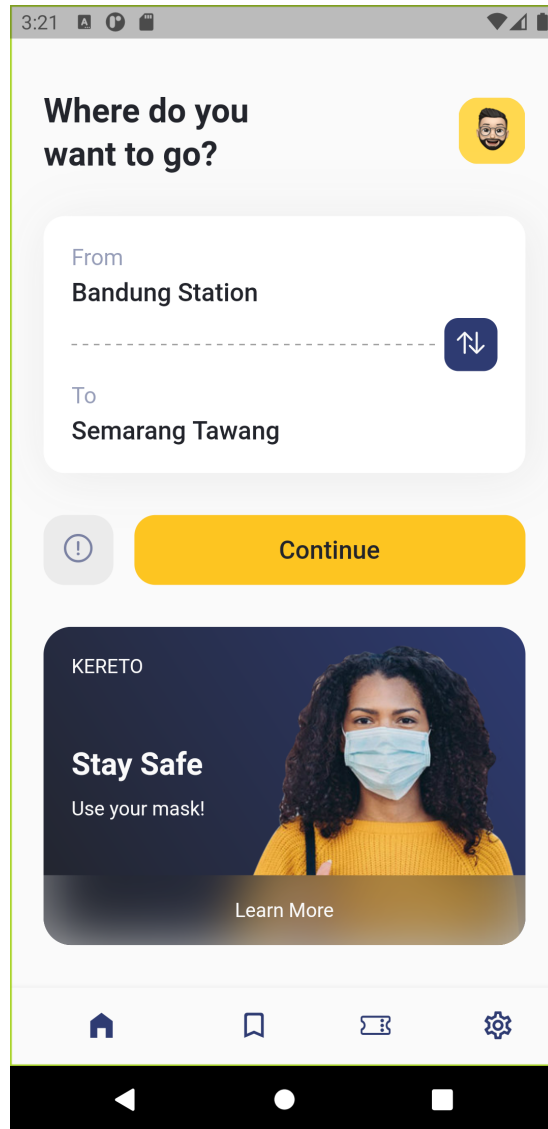 3:21
Where do you
want to go?
From
Bandung Station
To
Semarang Tawang
Continue
KERETO
Stay Safe
Use your mask!
Learn More